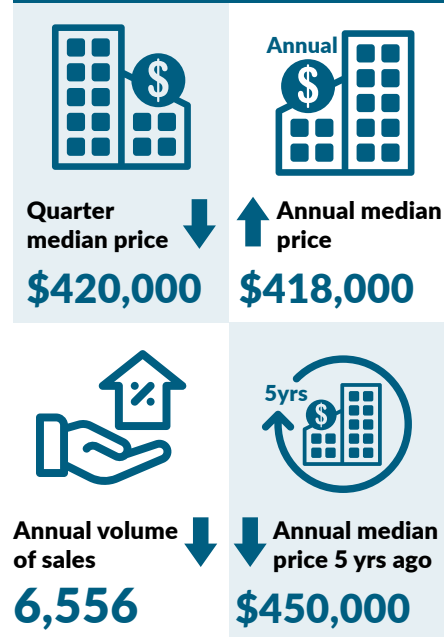 $
Quarter
median price
$420,000
Annual
$
Annual median
price
$418,000
%
Annual volume
of sales
6,556
5yrs
$
Annual median
price 5 yrs ago
$450,000